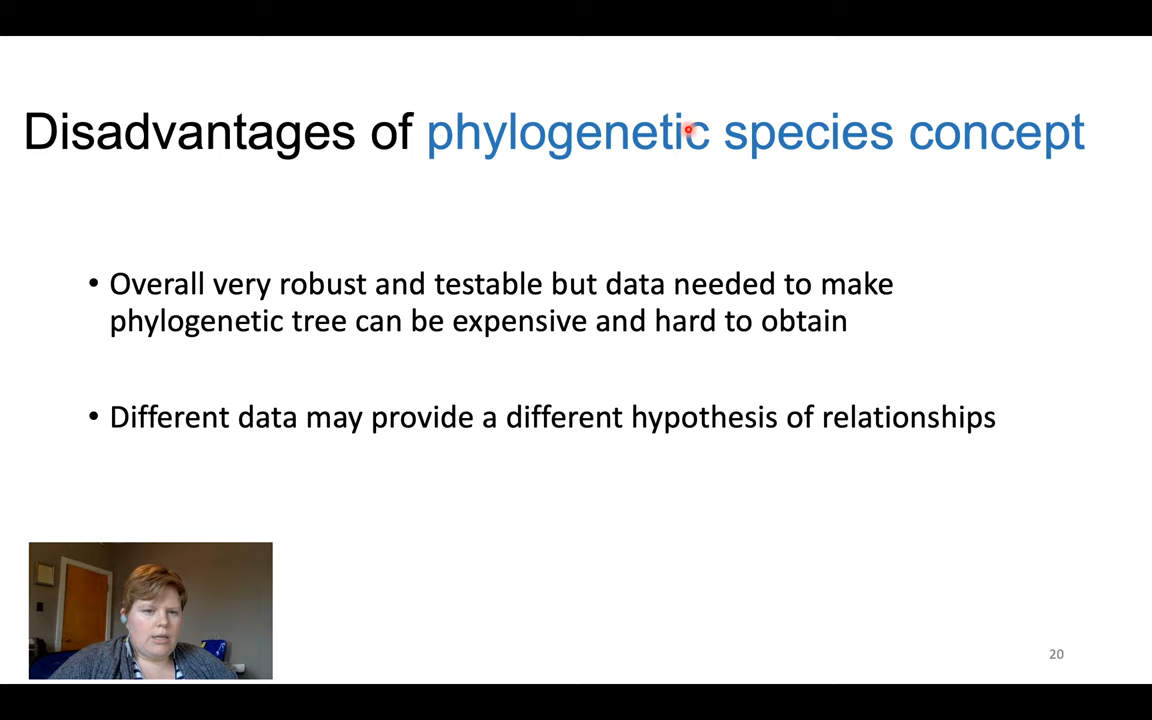 Disadvantages of phylogenetic species concept
• Overall very robust and testable but data needed to make
phylogenetic tree can be expensive and hard to obtain
• Different data may provide a different hypothesis of relationships
20